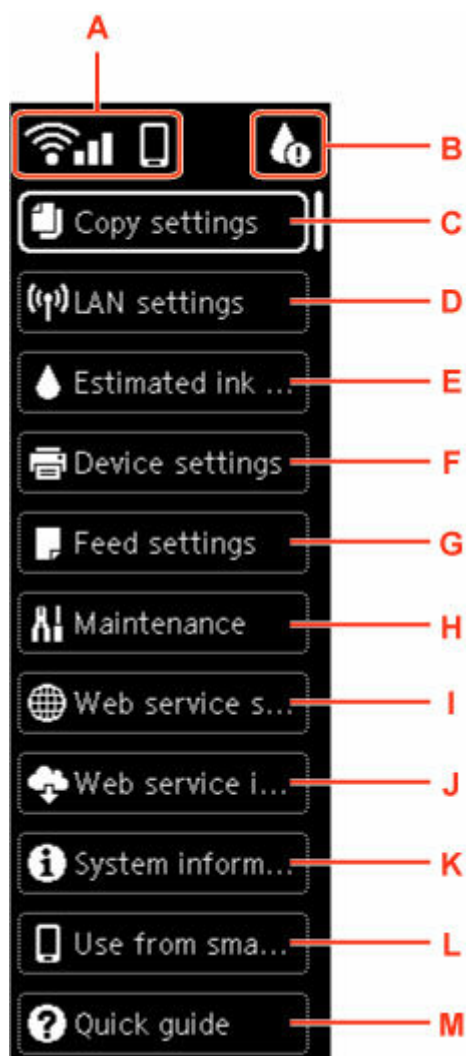 A
B
Copy settings C
LAN settings D
Estimated ink ... E
Device settings F
Feed settings G
Maintenance H
Web service s... I
Web service i... J
System inform... K
Use from sma... L
Quick guide M